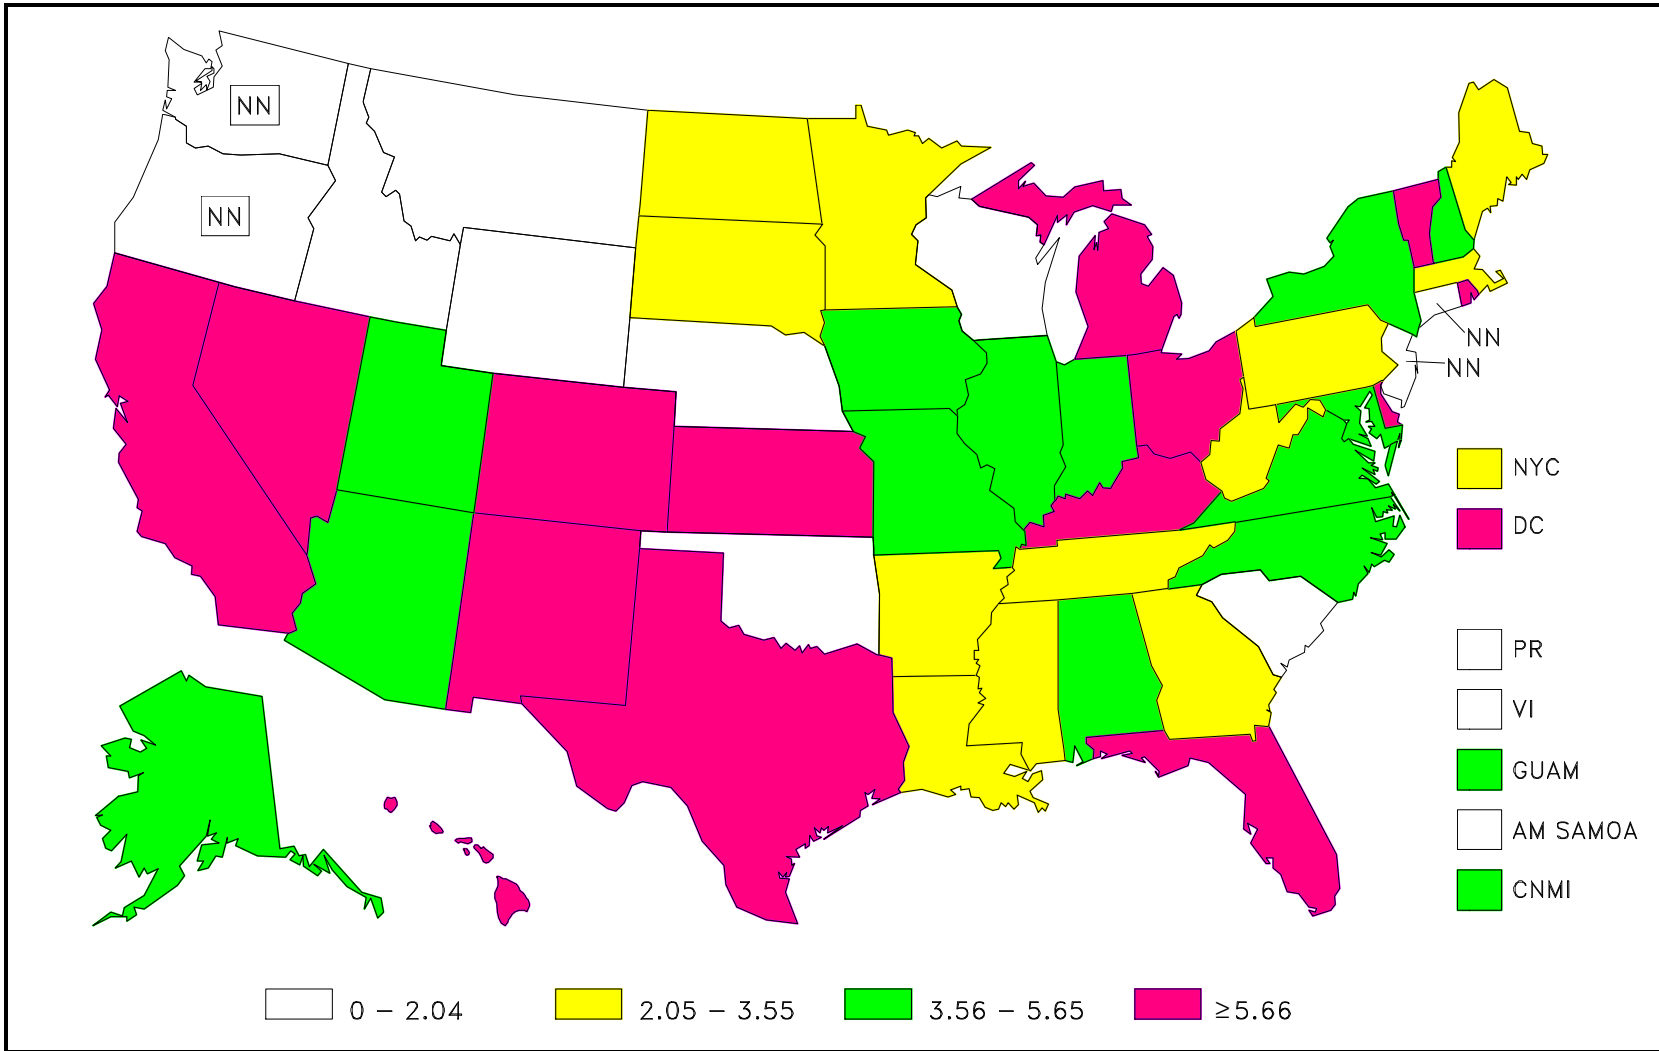 NN
NN
NN
NN
NYC
DC
PR
VI
GUAM
AM SAMOA
CNMI
0 – 2.04
2.05 – 3.55
3.56 – 5.65
≥5.66